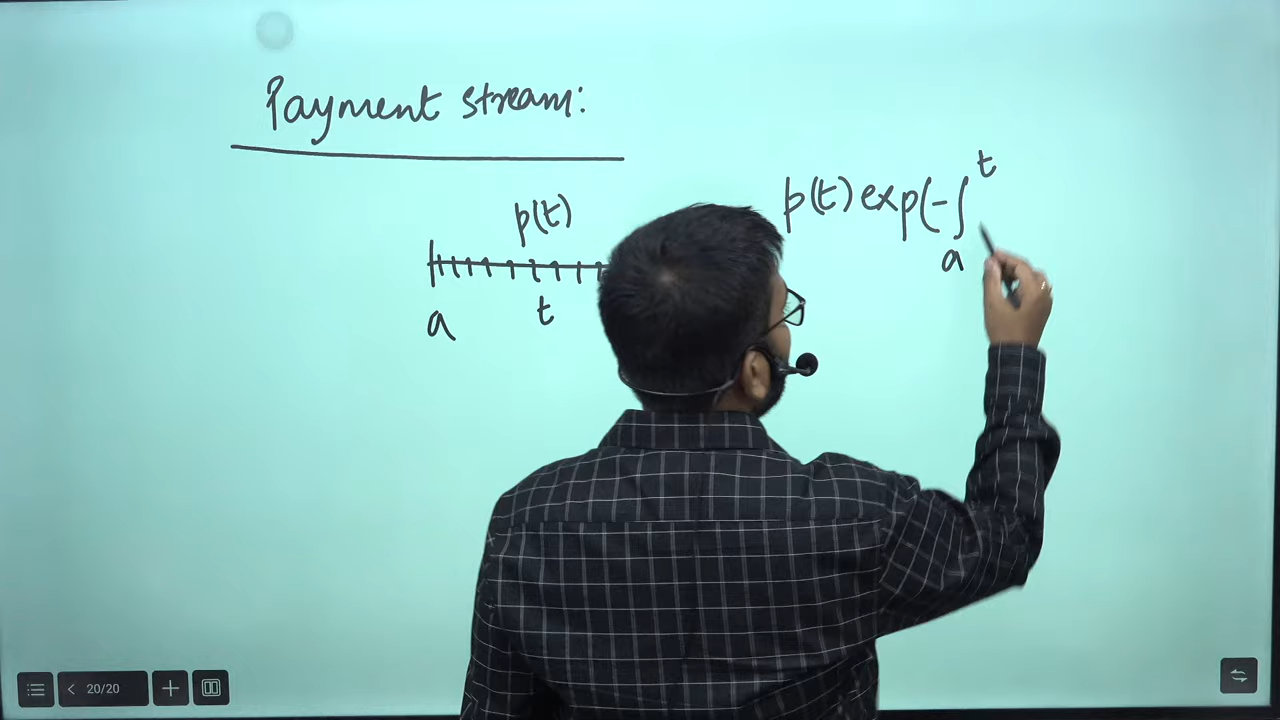 Payment stream:
p(t)
a t
p(t) exp(-∫
t
a
20/20